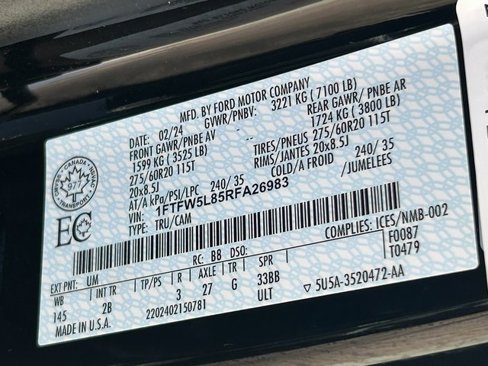 MFD. BY FORD MOTOR COMPANY
02/24 GVWR/PNBV: 3221 KG ( 7100 LB)
FRONT GAWR/PNBE AV REAR GAWR/ PNBE AR
1599 KG ( 3525 LB) 1724 KG ( 3800 LB)
275/60R20 115T TIRES/PNEUS 275/60R20 115T
20x8.5J RIMS/JANTES 20x8.5J
AT/A kPa/PSI/LPC 240/ 35 COLD/A FROID 240/ 35
VIN: 1FTFW5L85RFA26983 /JUMELEES
TYPE: TRU/CAM
CANADA
977
EC
COMPLIES: ICES/NMB-002
F0087
T0479
EXT PNT: UM RC: B8 DSO:
WB INT TR TP/PS R AXLE TR SPR
145 2B 3 27 G 33BB
ULT ▽ 5U5A-3520472-AA
MADE IN U.S.A. 2202402150781